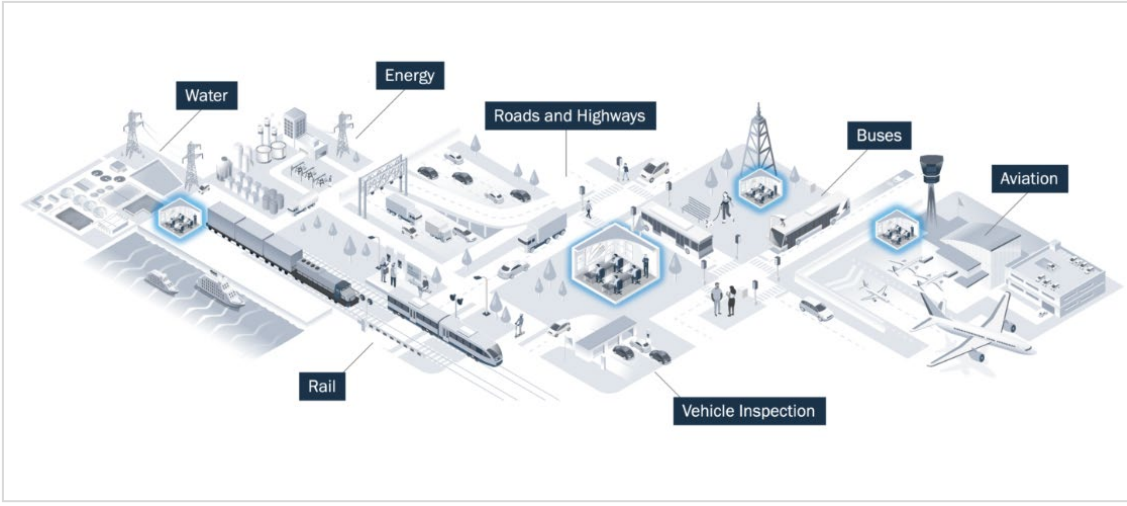 Energy
Water
Roads and Highways
Buses
Aviation
Rail
Vehicle Inspection